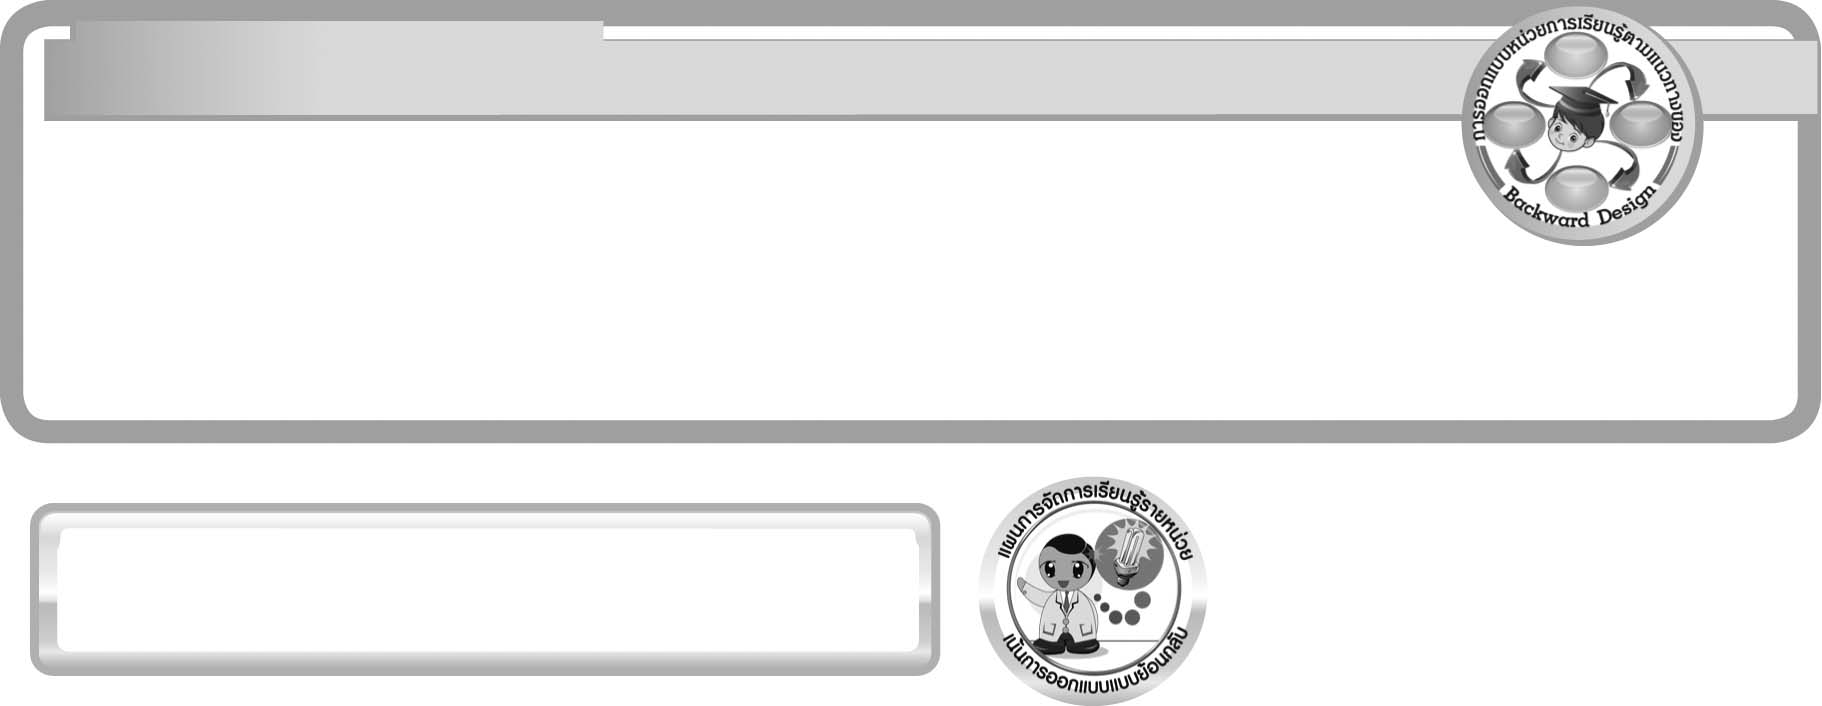 การออกแบบหน่วยการเรียนรู้ตามแนวทางของ
Backward Design
แผนการจัดการเรียนรู้รายหน่วย
เน้นการออกแบบแบบย้อนกลับ